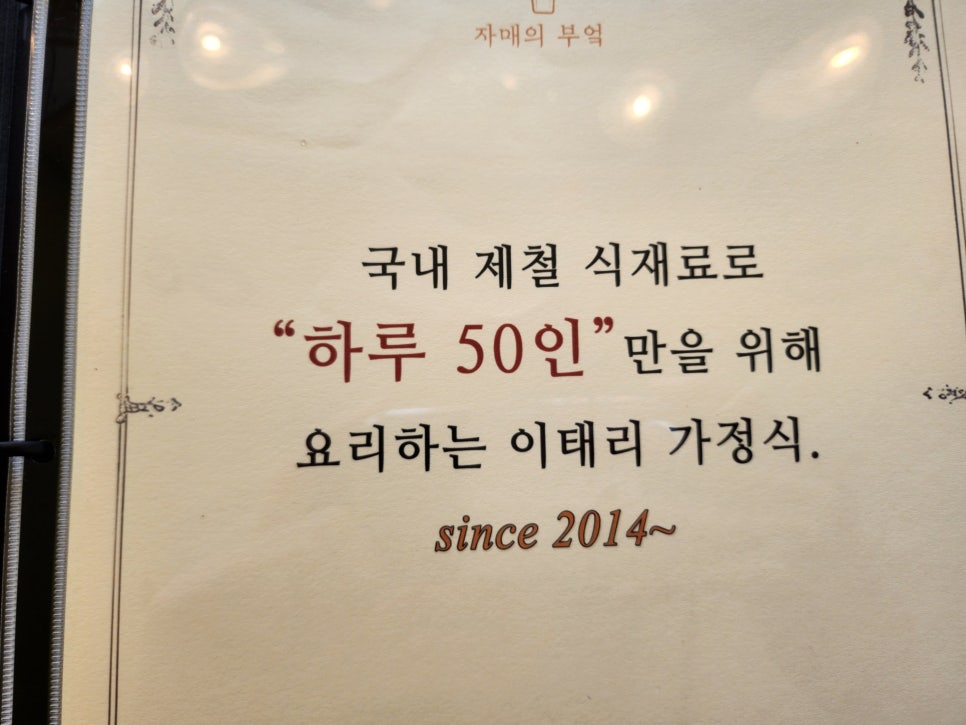 자매의 부엌
국내 제철 식재료로
“하루 50인”만을 위해
요리하는 이태리 가정식.
since 2014~